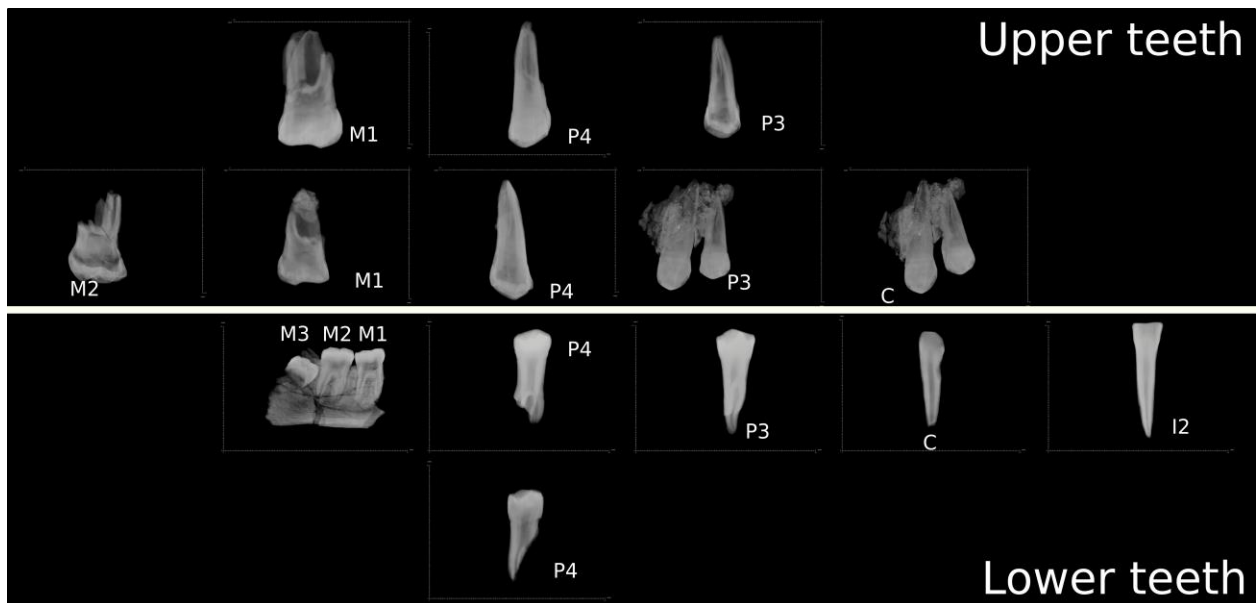 Upper teeth
M1
P4
P3
M2
M1
P4
P3
C
M3 M2 M1
P4
P3
C
I2
P4
Lower teeth